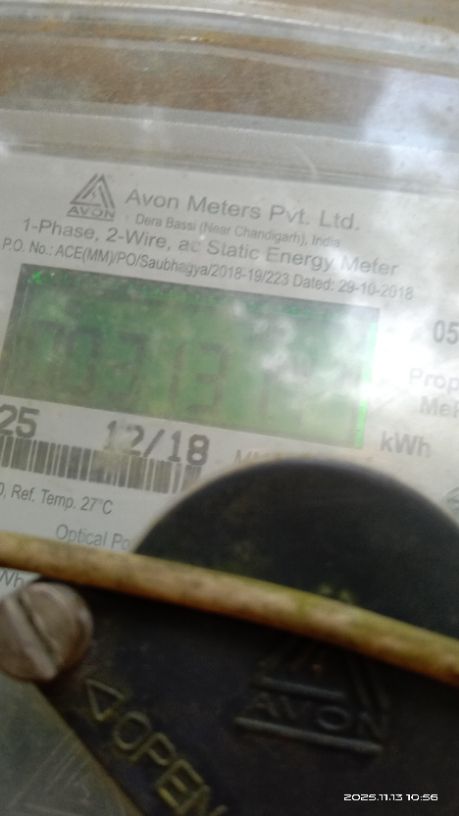 AVON
Avon Meters Pvt. Ltd.
Dera Bassi (Near Chandigarh), India
1-Phase, 2-Wire, ac Static Energy Meter
P.O. No.: ACE(MM)/PO/Saubhagya/2018-19/223 Dated: 29-10-2018
05
kWh
25 12/18
, Ref. Temp. 27°C
Optical
AVON
OPEN
2025.11.13 10:56